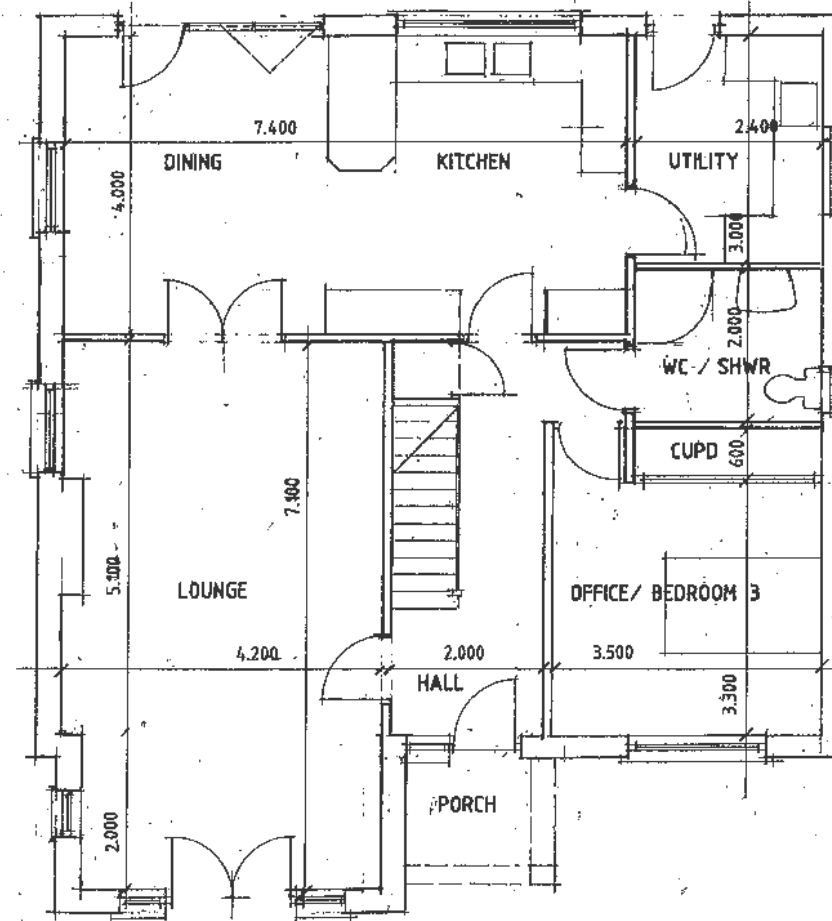 7.400
2.400
DINING
KITCHEN
UTILITY
4.000
3.000
2.000
WC / SHWR
CUPD
600
7.100
5.100
LOUNGE
OFFICE/ BEDROOM 3
4.200
2.000
3.500
HALL
3.300
PORCH
2.000